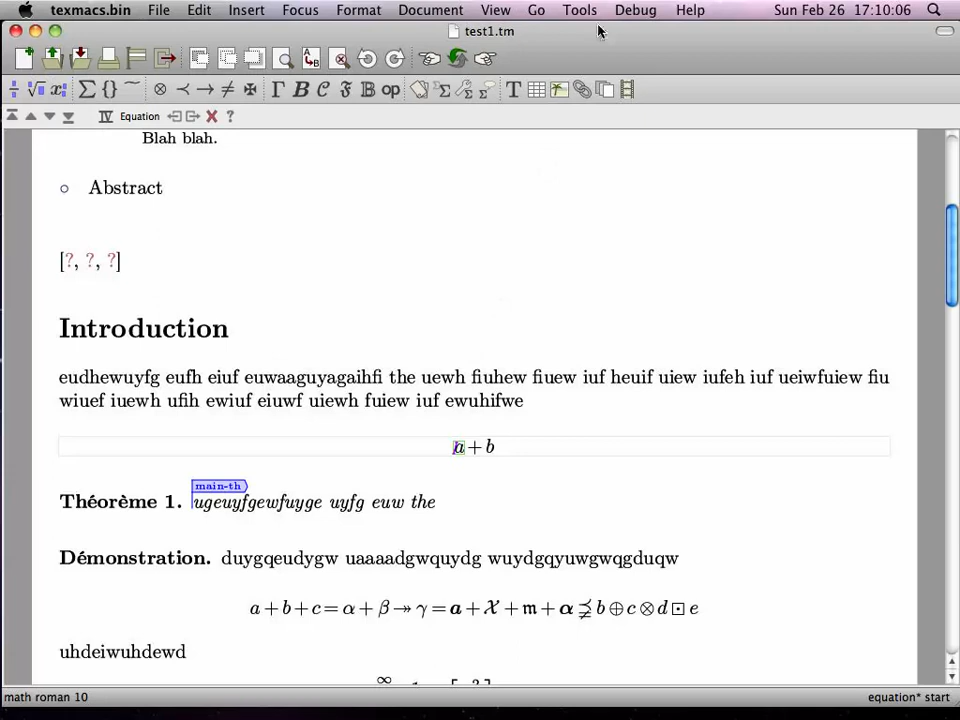 texmacs.bin File Edit Insert Focus Format Document View Go Tools Debug Help Sun Feb 26 17:10:06
test1.tm
Equation
Blah blah.
Abstract
[?, ?, ?]
Introduction
eudhewuyfg eufh eiuf euwaaguyagaihfi the uewh fiuhew fiuew iuf heuif uiew iufeh iuf ueiwfuiew fiu
wiuef iuewh ufih ewiuf eiuwf uiewh fuiew iuf ewuhifwe
a + b
main-th
Théorème 1. ugeuyfgewfuyge uyfg euw the
Démonstration. duygqeudygw uaaaadgwquydg wuydgqyuwgwqgduqw
a + b + c = α + β ↠ γ = 𝒂 + 𝓧 + 𝔪 + 𝜶 ⋩ b ⊕ c ⊗ d ⊡ e
uhdeiwuhdewd
math roman 10 equation* start